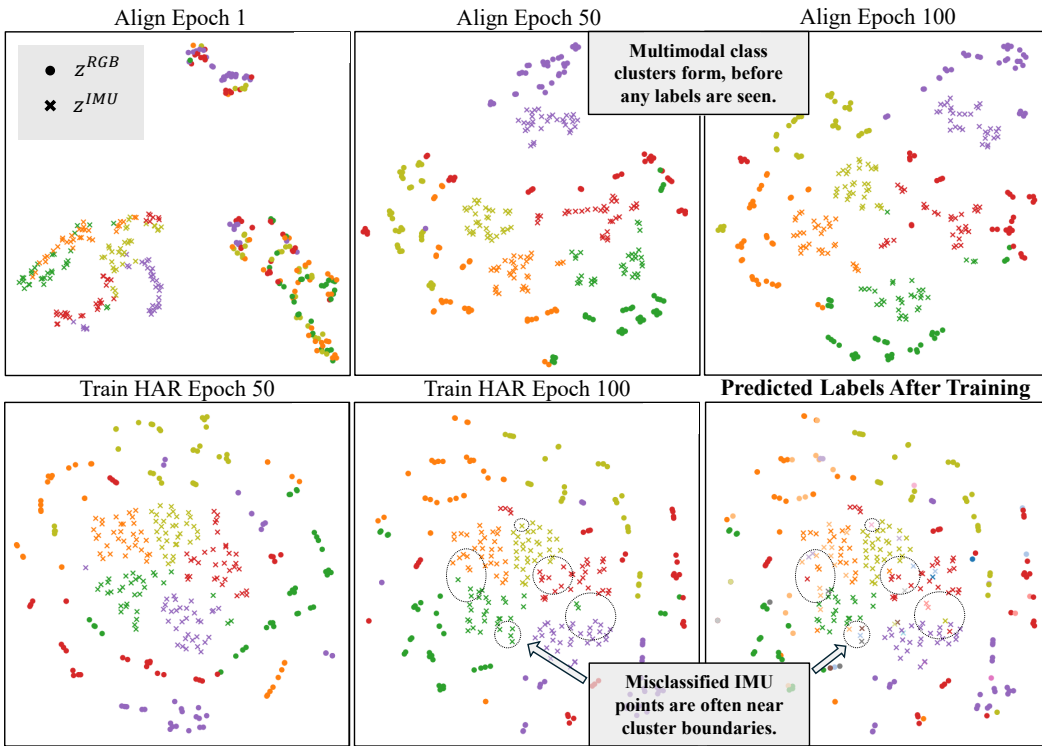 Align Epoch 1
Align Epoch 50
Align Epoch 100
z^RGB
z^IMU
Multimodal class
clusters form, before
any labels are seen.
Train HAR Epoch 50
Train HAR Epoch 100
Predicted Labels After Training
Misclassified IMU
points are often near
cluster boundaries.